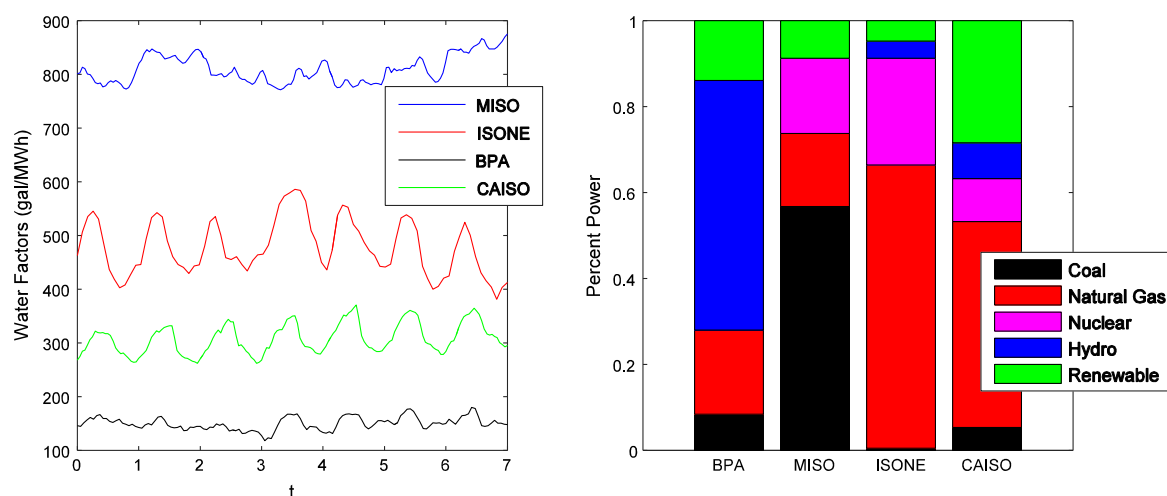 900
800
700
600
500
400
300
200
100
Water Factors (gal/MWh)
0 1 2 3 4 5 6 7
t
MISO
ISONE
BPA
CAISO
1
0.8
0.6
0.4
0.2
0
Percent Power
BPA MISO ISONE CAISO
Coal
Natural Gas
Nuclear
Hydro
Renewable